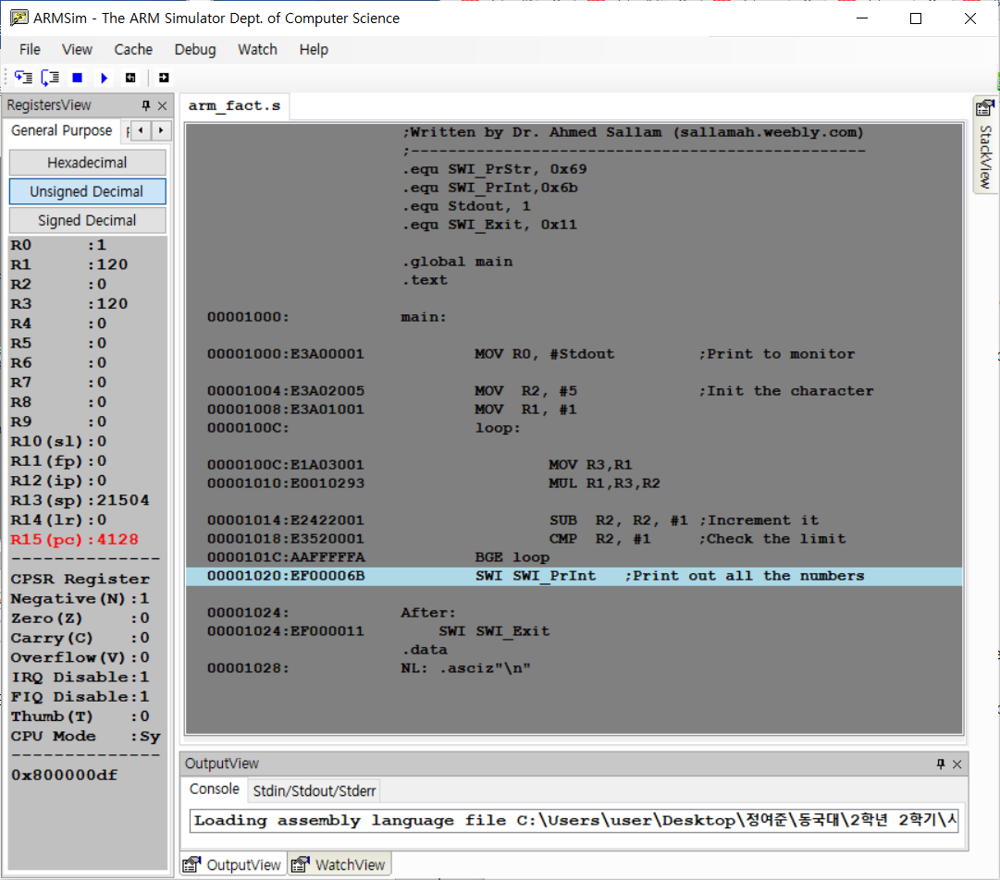 ARMSim - The ARM Simulator Dept. of Computer Science
File View Cache Debug Watch Help
RegistersView
General Purpose
Hexadecimal
Unsigned Decimal
Signed Decimal
R0 :1
R1 :120
R2 :0
R3 :120
R4 :0
R5 :0
R6 :0
R7 :0
R8 :0
R9 :0
R10(sl):0
R11(fp):0
R12(ip):0
R13(sp):21504
R14(lr):0
R15(pc):4128
---------------
CPSR Register
Negative(N):1
Zero(Z) :0
Carry(C) :0
Overflow(V):0
IRQ Disable:1
FIQ Disable:1
Thumb(T) :0
CPU Mode :Sy
---------------
0x800000df
arm_fact.s
;Written by Dr. Ahmed Sallam (sallamah.weebly.com)
;-------------------------------------------------
.equ SWI_PrStr, 0x69
.equ SWI_PrInt,0x6b
.equ Stdout, 1
.equ SWI_Exit, 0x11
.global main
.text
00001000: main:
00001000:E3A00001 MOV R0, #Stdout ;Print to monitor
00001004:E3A02005 MOV R2, #5 ;Init the character
00001008:E3A01001 MOV R1, #1
0000100C: loop:
0000100C:E1A03001 MOV R3,R1
00001010:E0010293 MUL R1,R3,R2
00001014:E2422001 SUB R2, R2, #1 ;Increment it
00001018:E3520001 CMP R2, #1 ;Check the limit
0000101C:AAFFFFFA BGE loop
00001020:EF00006B SWI SWI_PrInt ;Print out all the numbers
00001024: After:
00001024:EF000011 SWI SWI_Exit
.data
00001028: NL: .asciz"\n"
StackView
OutputView
Console Stdin/Stdout/Stderr
Loading assembly language file C:\Users\user\Desktop\정여준\동국대\2학년 2학기\
OutputView WatchView